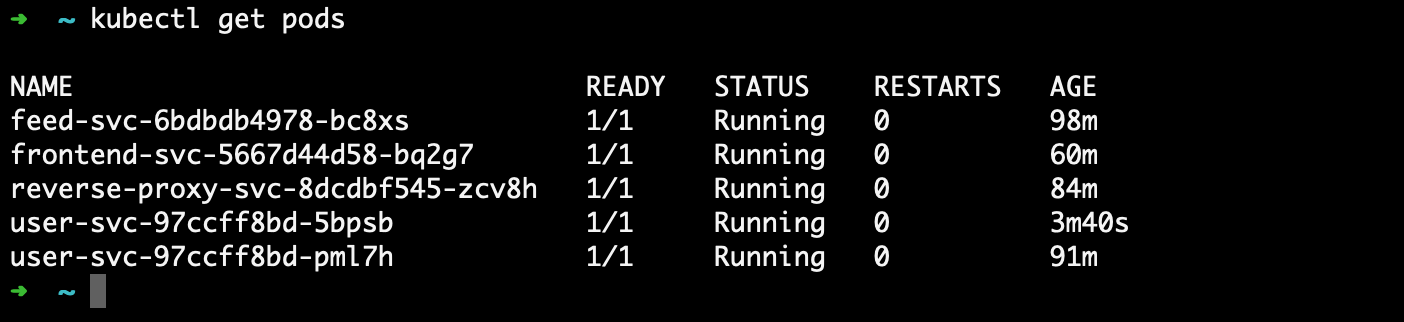 ➜  ~ kubectl get pods
NAME                                READY   STATUS    RESTARTS   AGE
feed-svc-6bdbdb4978-bc8xs           1/1     Running   0          98m
frontend-svc-5667d44d58-bq2g7       1/1     Running   0          60m
reverse-proxy-svc-8dcdbf545-zcv8h   1/1     Running   0          84m
user-svc-97ccff8bd-5bpsb            1/1     Running   0          3m40s
user-svc-97ccff8bd-pml7h            1/1     Running   0          91m
➜  ~